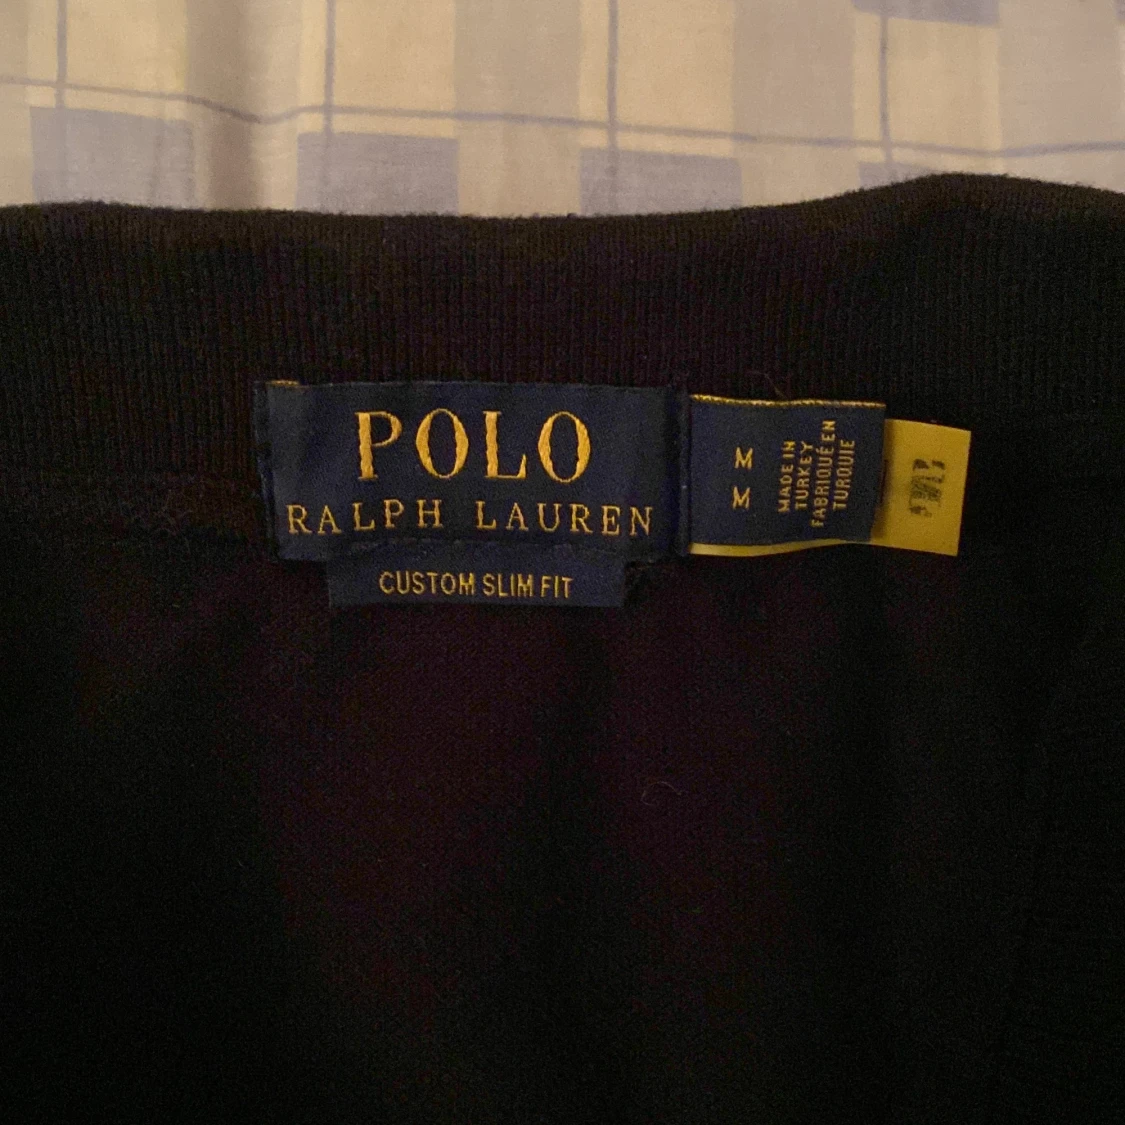 POLO
RALPH LAUREN
CUSTOM SLIM FIT
M
M
MADE IN
TURKEY
FABRIQUÉ EN
TURQUIE